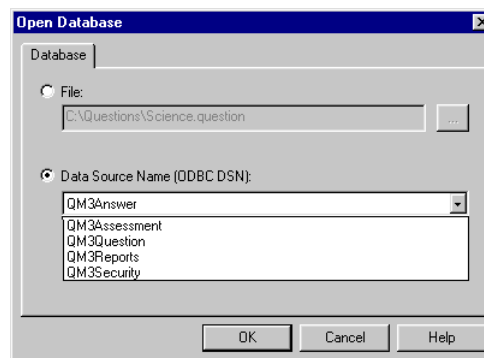 Open Database
Database
File:
C:\Questions\Science.question
...
Data Source Name (ODBC DSN):
QM3Answer
QM3Assessment
QM3Question
QM3Reports
QM3Security
OK Cancel Help